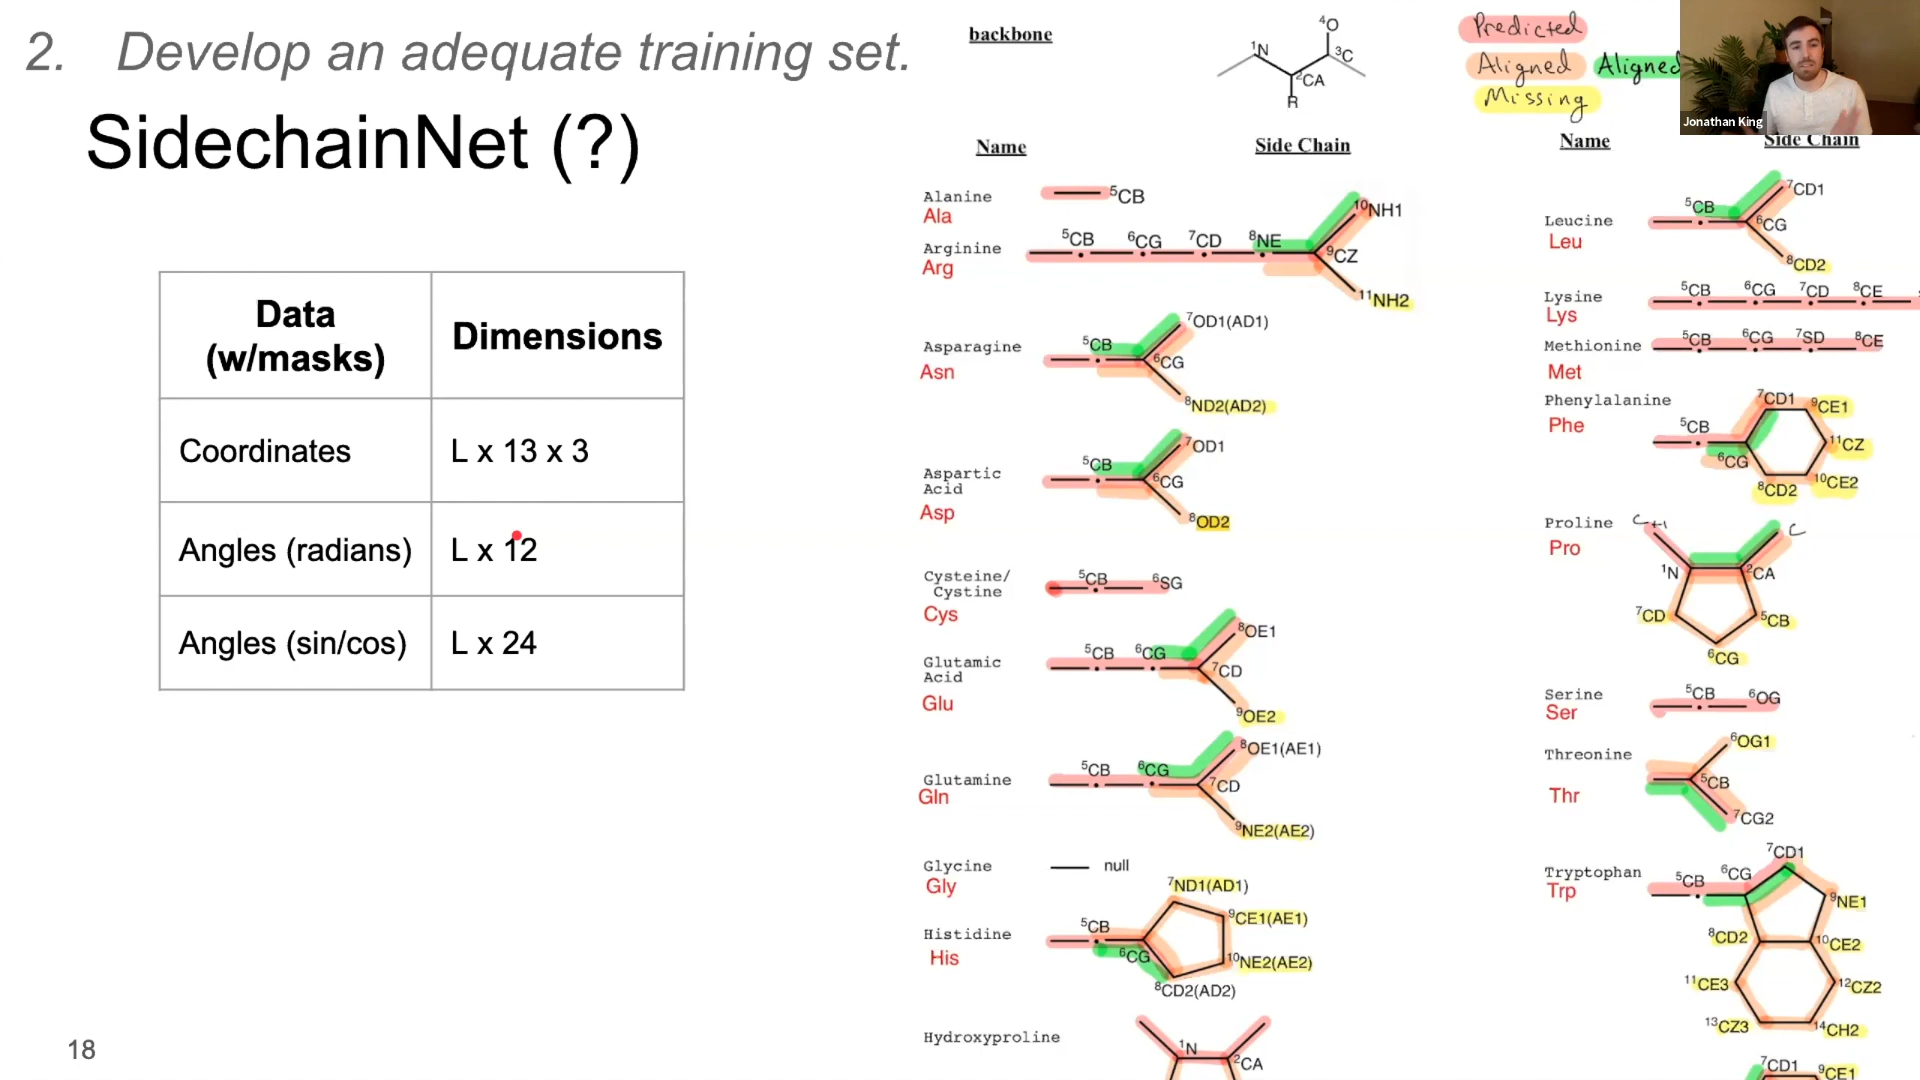 2. Develop an adequate training set.
SidechainNet (?)
Data
(w/masks)
Dimensions
Coordinates
L x 13 x 3
Angles (radians)
L x 12
Angles (sin/cos)
L x 24
18
backbone
4O
1N
3C
2CA
R
Predicted
Aligned Aligned
Missing
Jonathan King
Name Side Chain
Alanine
Ala
5CB
Arginine
Arg
5CB 6CG 7CD 8NE
10NH1
9CZ
11NH2
Asparagine
Asn
5CB
7OD1(AD1)
6CG
8ND2(AD2)
Aspartic
Acid
Asp
5CB
7OD1
6CG
8OD2
Cysteine/
Cystine
Cys
5CB 6SG
Glutamic
Acid
Glu
5CB 6CG
8OE1
7CD
9OE2
Glutamine
Gln
5CB 6CG
8OE1(AE1)
7CD
9NE2(AE2)
Glycine
Gly
null
Histidine
His
5CB
7ND1(AD1)
9CE1(AE1)
6CG
10NE2(AE2)
8CD2(AD2)
Hydroxyproline
1N
2CA
Name Side Chain
Leucine
Leu
5CB
7CD1
6CG
8CD2
Lysine
Lys
5CB 6CG 7CD 8CE
Methionine
Met
5CB 6CG 7SD 8CE
Phenylalanine
Phe
5CB
7CD1
9CE1
11CZ
6CG
10CE2
8CD2
Proline
Pro
C
1N
2CA
7CD
5CB
6CG
Serine
Ser
5CB 6OG
Threonine
Thr
6OG1
5CB
7CG2
Tryptophan
Trp
5CB 6CG
7CD1
9NE1
8CD2
10CE2
11CE3
12CZ2
13CZ3
14CH2
7CD1
9CE1